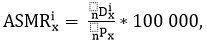 ASMRₓⁱ = ₙDₓⁱ / ₙPₓ * 100 000,